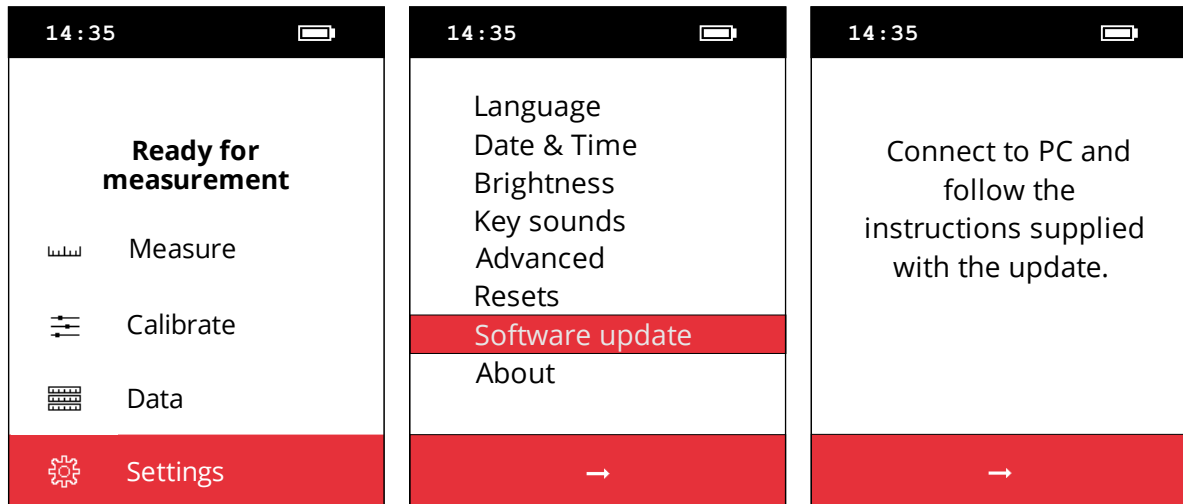 14:35
Ready for
measurement
Measure
Calibrate
Data
Settings
14:35
Language
Date & Time
Brightness
Key sounds
Advanced
Resets
Software update
About
→
14:35
Connect to PC and
follow the
instructions supplied
with the update.
→